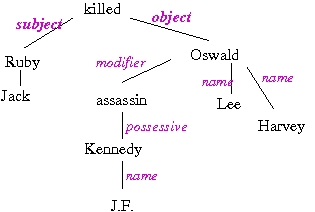 killed
subject
object
Ruby
modifier
Oswald
name
name
Jack
assassin
Lee
possessive
Harvey
Kennedy
name
J.F.